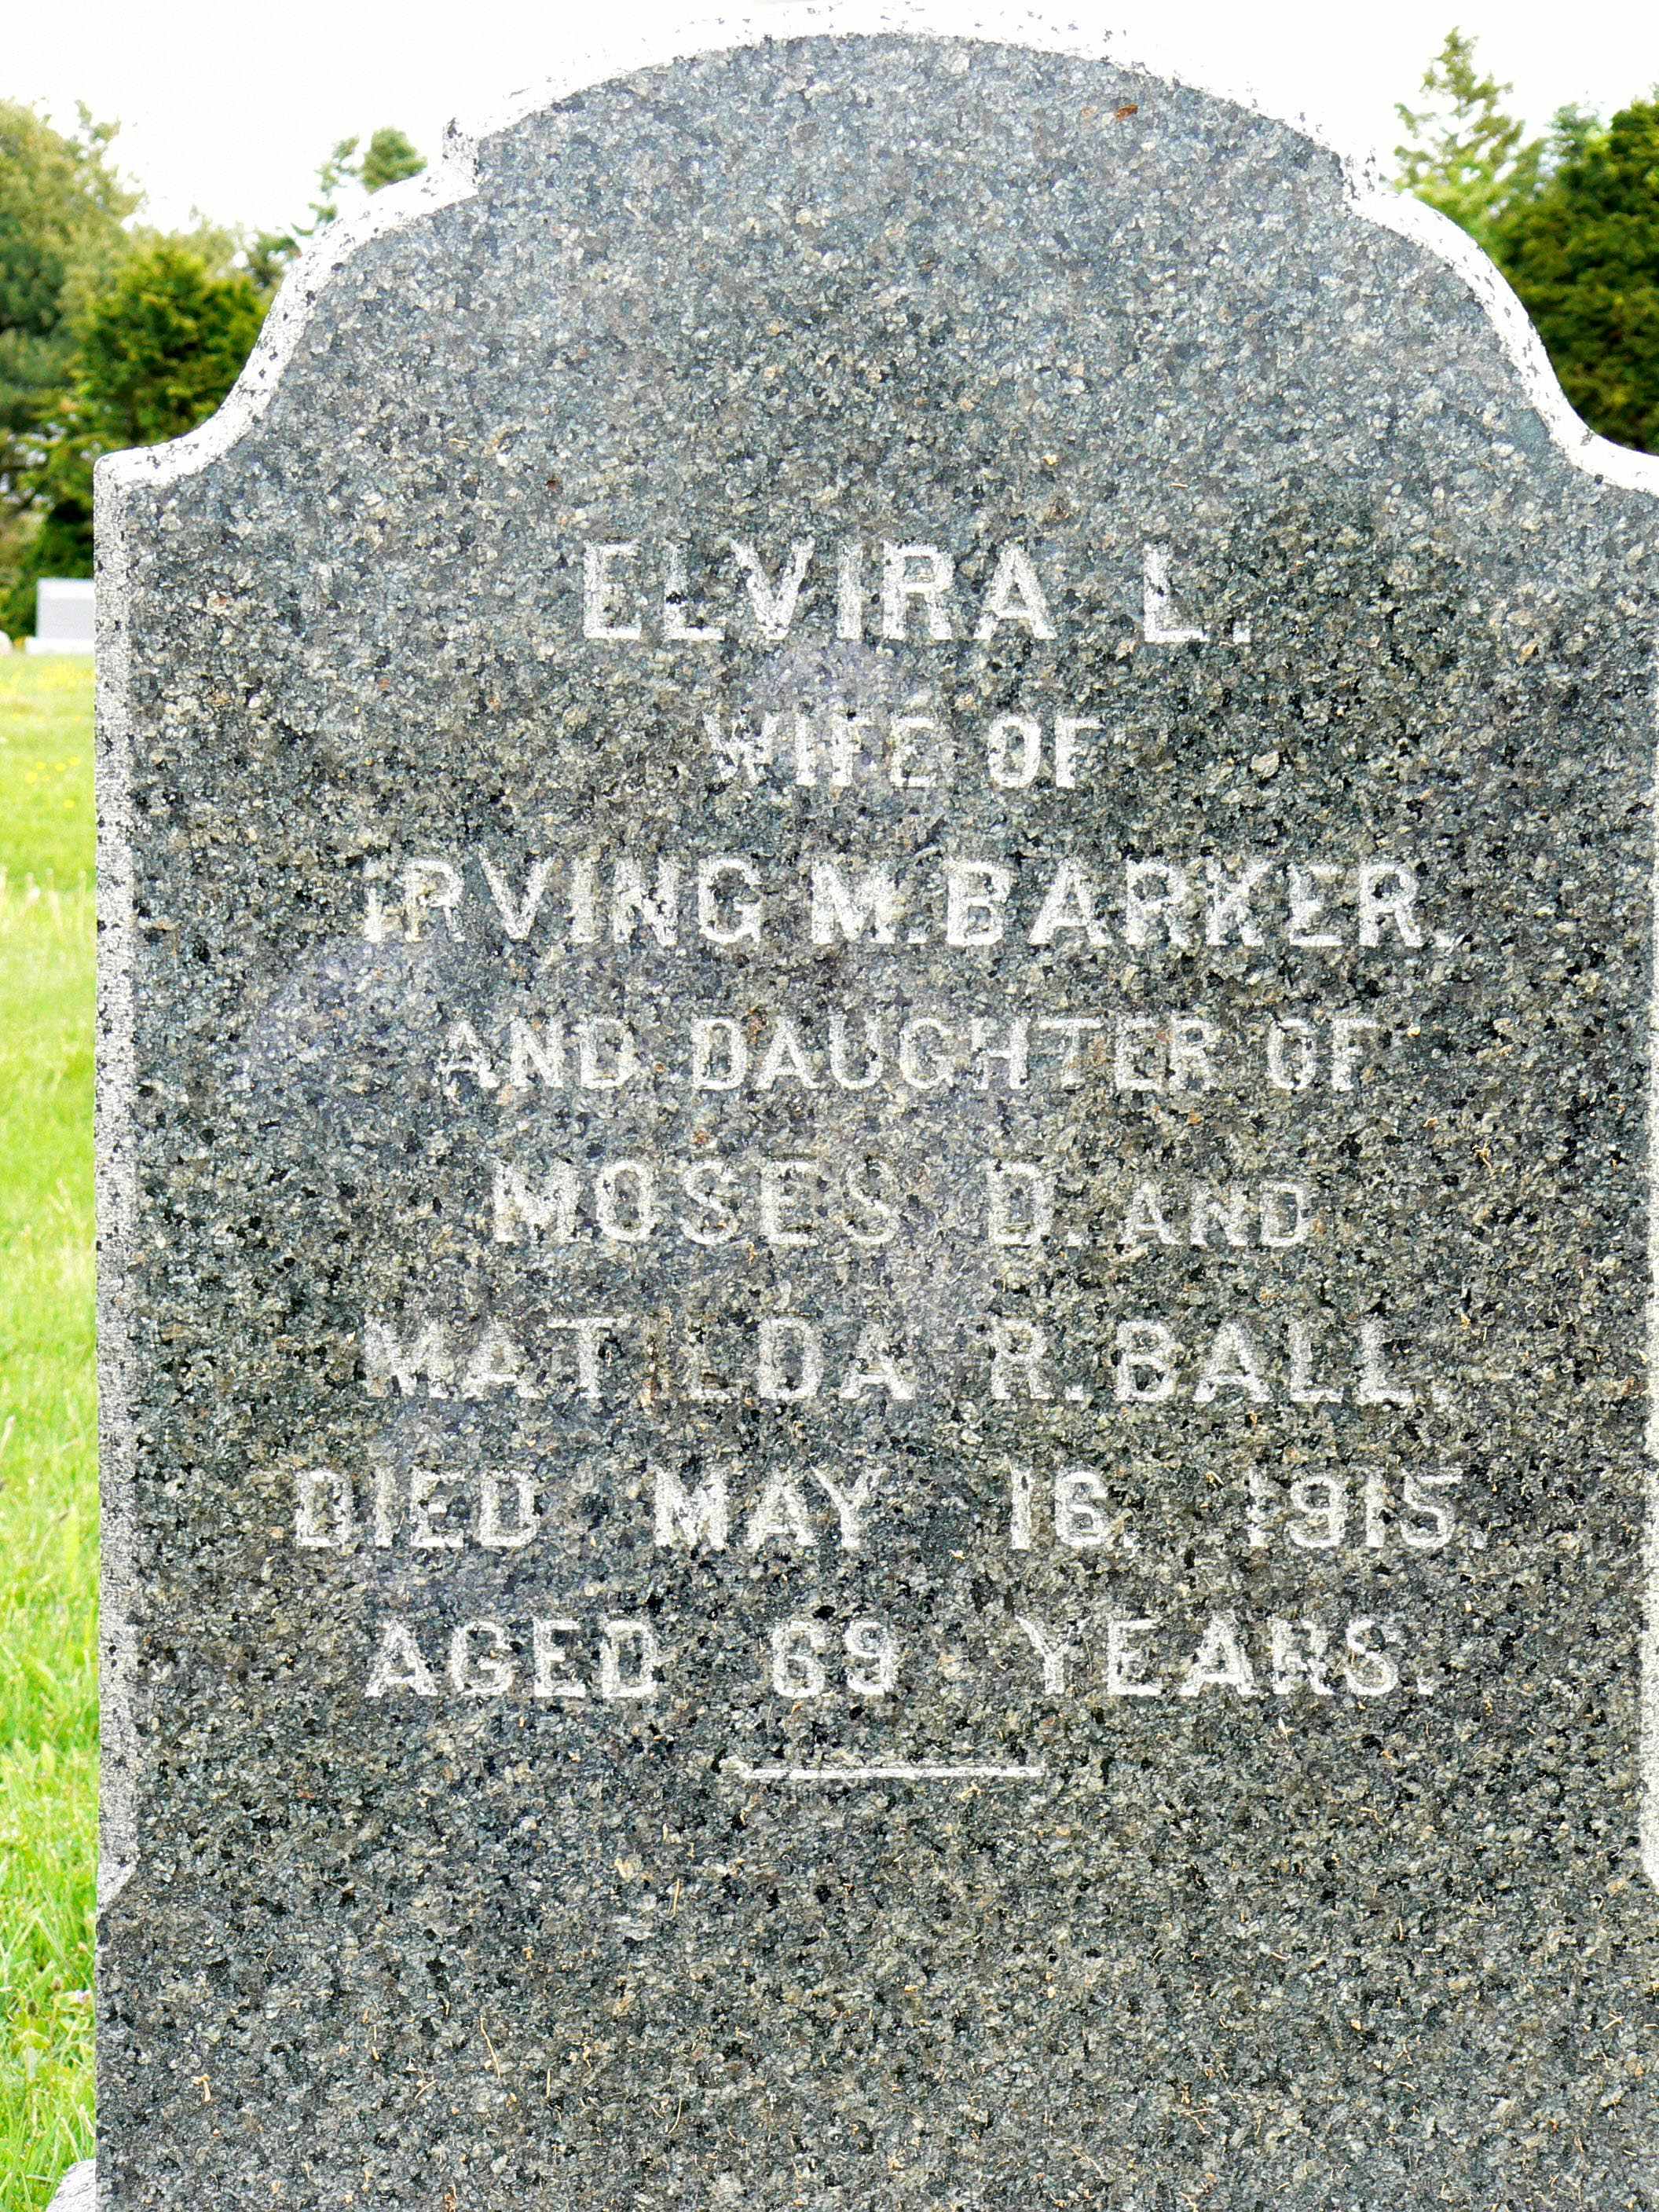 ELVIRA L.
WIFE OF
IRVING M. BARKER.
AND DAUGHTER OF
MOSES D. AND
MATILDA R. BALL.
DIED MAY 16. 1915.
AGED 69 YEARS.